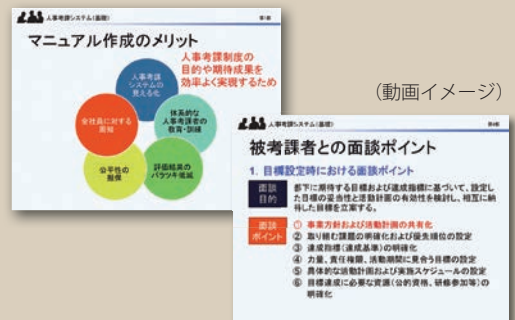 人事考課システム(基礎)
第1部
マニュアル作成のメリット
人事考課制度の
目的や期待成果を
効率よく実現するため
人事考課
システムの
見える化
全社員に対する
周知
体系的な
人事考課者の
教育・訓練
公平性の
担保
評価結果の
バラツキ低減
(動画イメージ)
人事考課システム(基礎)
被考課者との面談ポイント
1. 目標設定時における面談ポイント
面談
目的
部下に期待する目標および達成指標に基づいて、設定し
た目標の妥当性と活動計画の有効性を検討し、相互に納
得した目標を立案する。
面談
ポイント
① 事業方針および活動計画の共有化
② 取り組む課題の明確化および優先順位の設定
③ 達成指標(達成基準)の明確化
④ 力量、責任権限、活動期間に見合う目標の設定
⑤ 具体的な活動計画および実施スケジュールの設定
⑥ 目標達成に必要な資源(公的資格、研修参加等)の
明確化